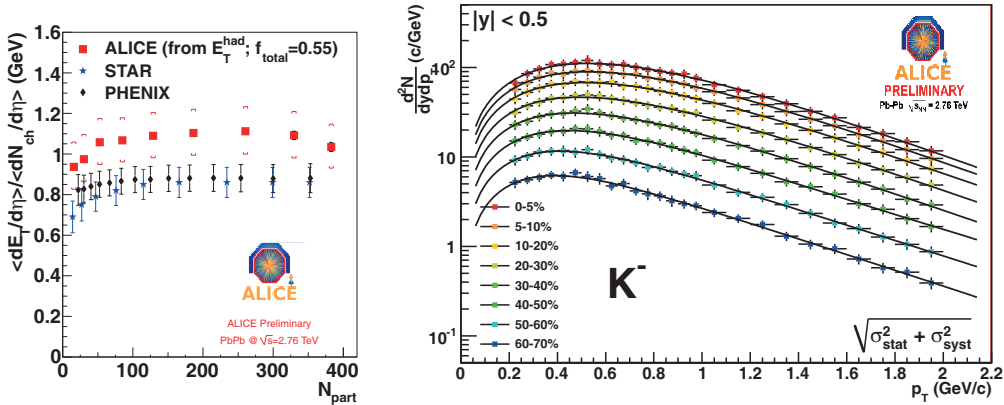 <dE_T/dη>/<dN_ch/dη> (GeV)
1.6
1.4
1.2
1
0.8
0.6
0.4
0.2
0
ALICE (from E_T^had; f_total=0.55)
STAR
PHENIX
ALICE
ALICE Preliminary
PbPb @ √s=2.76 TeV
0 100 200 300 400
N_part
d²N/dydp_T (c/GeV)
|y| < 0.5
10²
10
1
10⁻¹
ALICE
PRELIMINARY
Pb-Pb √s_NN = 2.76 TeV
0-5%
5-10%
10-20%
20-30%
30-40%
40-50%
50-60%
60-70%
K⁻
√σ²_stat + σ²_syst
0 0.2 0.4 0.6 0.8 1 1.2 1.4 1.6 1.8 2 2.2
p_T (GeV/c)